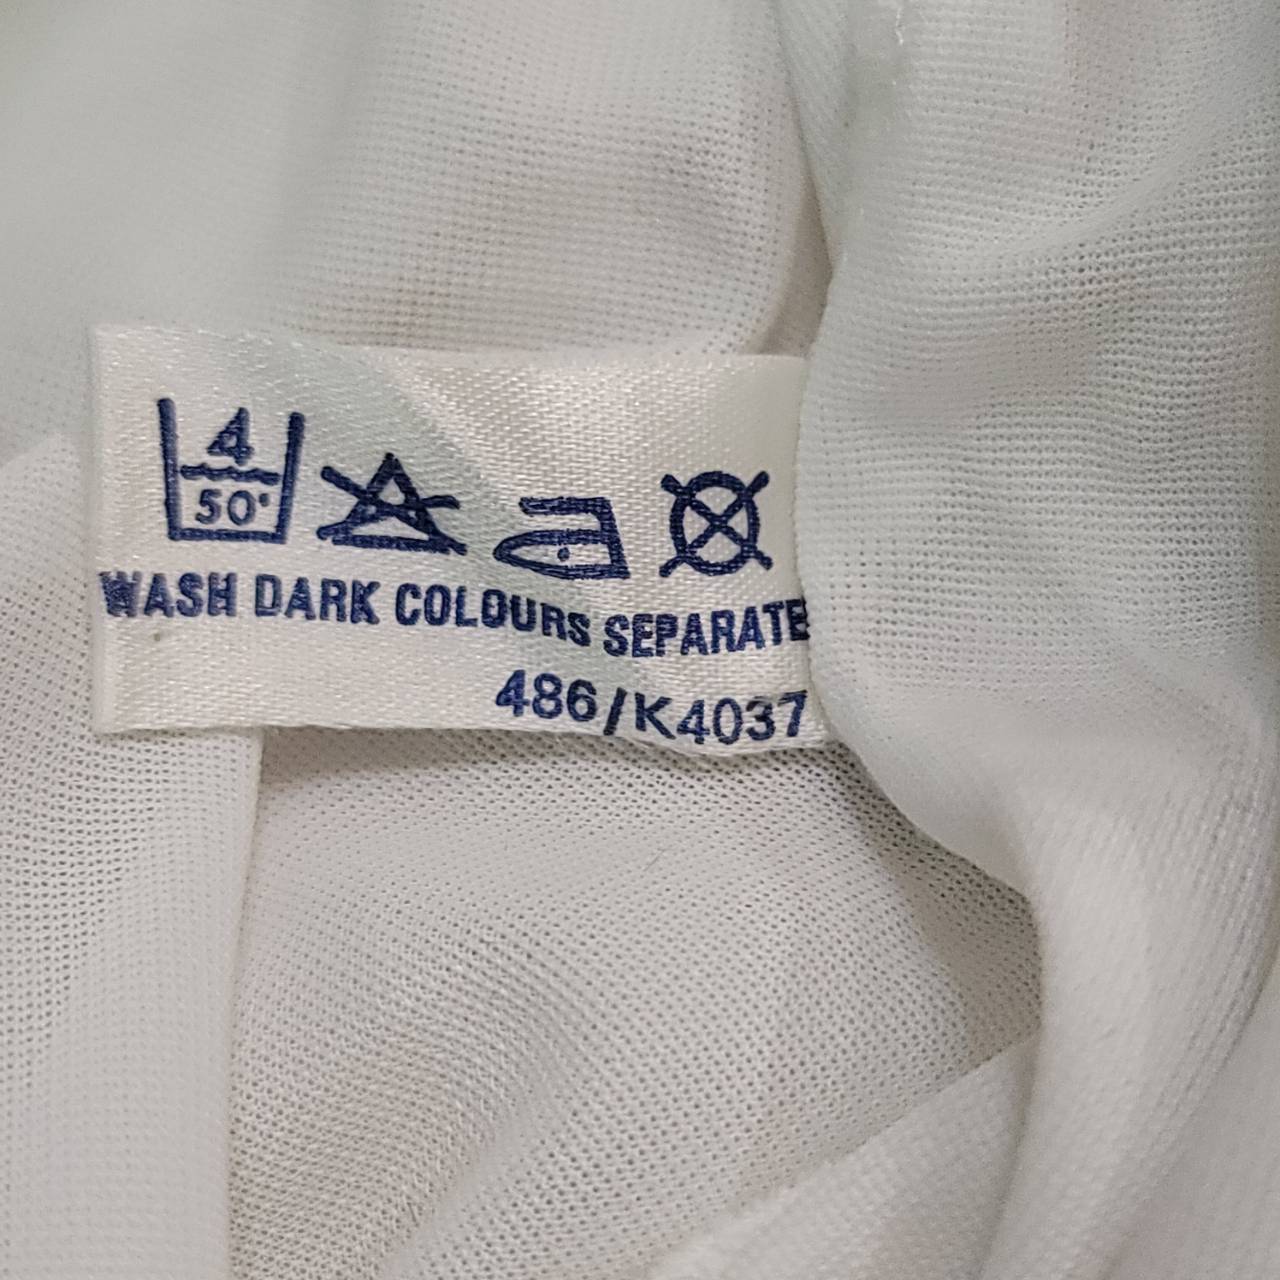 4
50°
WASH DARK COLOURS SEPARATE
486/K4037